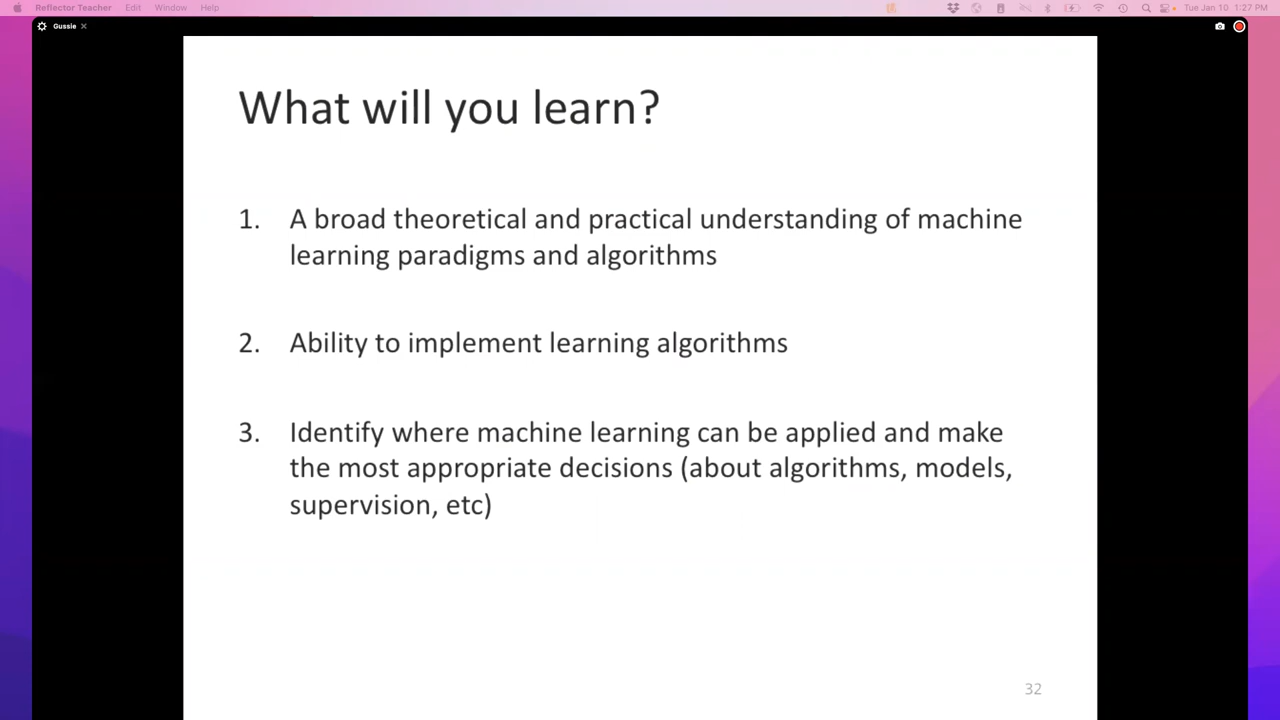 Reflector Teacher Edit Window Help Tue Jan 10 1:27 PM
Gussie
What will you learn?
1. A broad theoretical and practical understanding of machine
learning paradigms and algorithms
2. Ability to implement learning algorithms
3. Identify where machine learning can be applied and make
the most appropriate decisions (about algorithms, models,
supervision, etc)
32